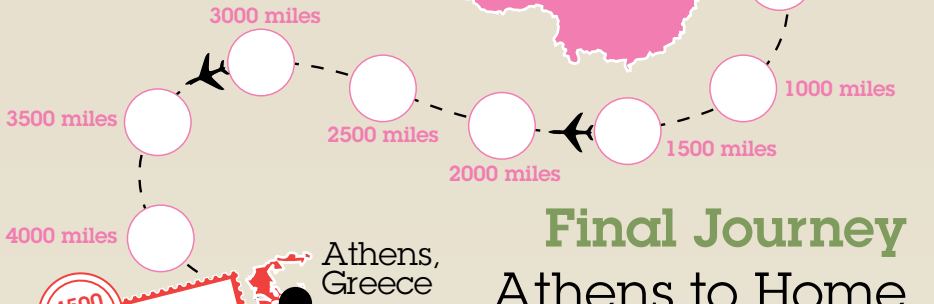 3000 miles
3500 miles
2500 miles
2000 miles
1500 miles
1000 miles
4000 miles
Final Journey
Athens,
Greece
Athens to Home